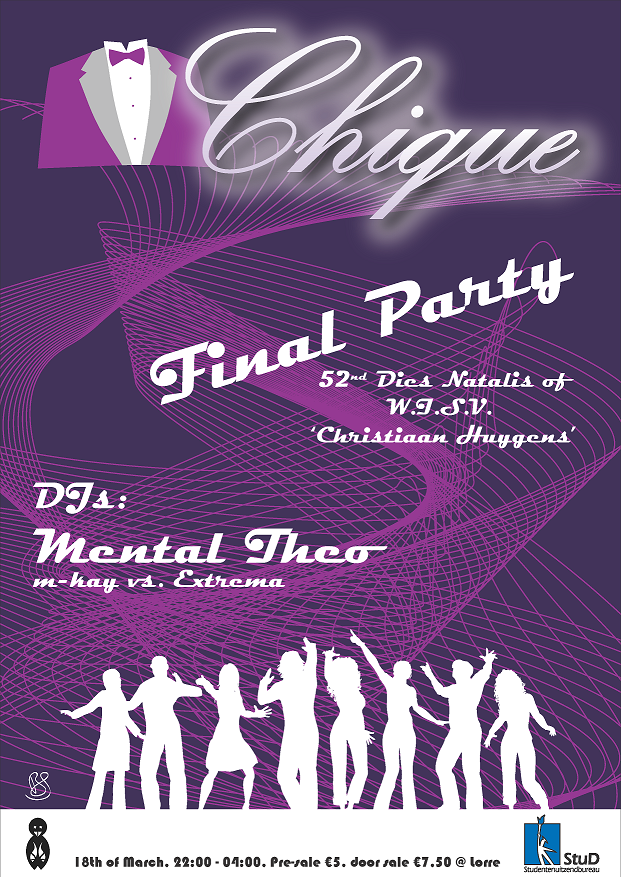 Chique
Final Party
52nd Dies Natalis of
W.I.S.V.
'Christiaan Huygens'
DJs:
Mental Theo
m-kay vs. Extrema
18th of March. 22:00 - 04:00. Pre-sale €5. door sale €7.50 @ Lorre
StuD
Studentenuitzendbureau